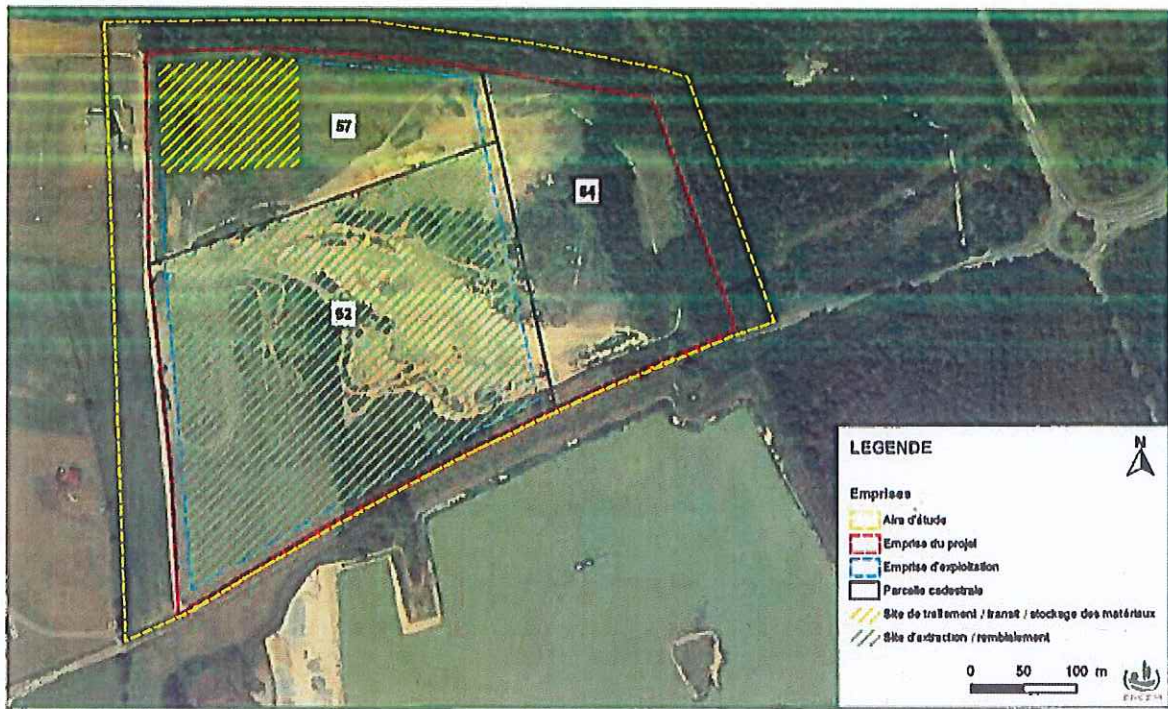 57
64
62
LEGENDE
N
Emprises
Aire d'étude
Emprise du projet
Emprise d'exploitation
Parcelle cadastrale
Site de traitement / transit / stockage des matériaux
Site d'extraction / remblaiement
0 50 100 m